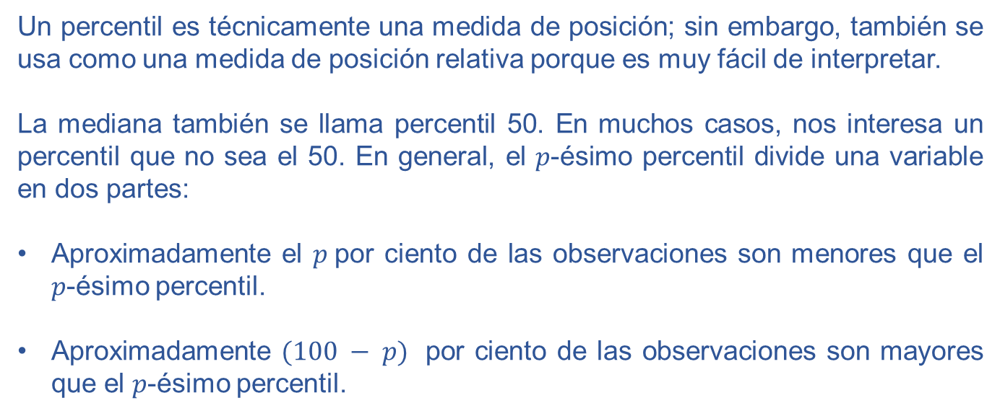 Un percentil es técnicamente una medida de posición; sin embargo, también se
usa como una medida de posición relativa porque es muy fácil de interpretar.
La mediana también se llama percentil 50. En muchos casos, nos interesa un
percentil que no sea el 50. En general, el p-ésimo percentil divide una variable
en dos partes:
• Aproximadamente el p por ciento de las observaciones son menores que el
p-ésimo percentil.
• Aproximadamente (100 − p) por ciento de las observaciones son mayores
que el p-ésimo percentil.